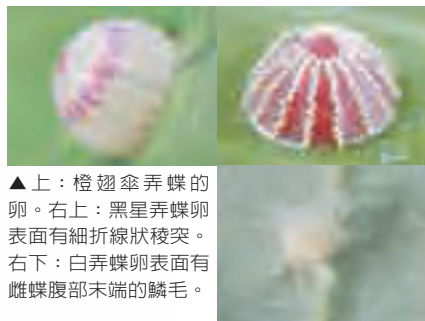 ▲上：橙翅傘弄蝶的
卵。右上：黑星弄蝶卵
表面有細折線狀稜突。
右下：白弄蝶卵表面有
雌蝶腹部末端的鱗毛。